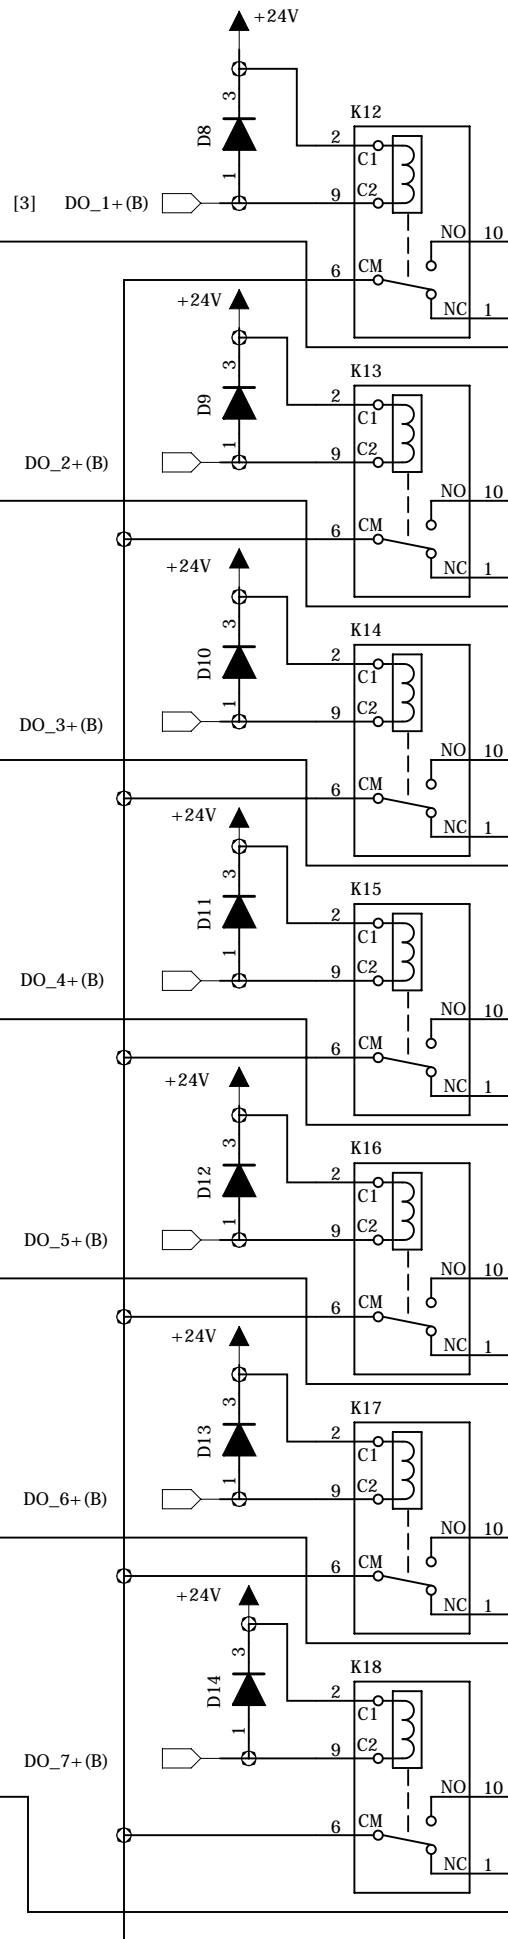 +24V
3
K12
D8
2
C1
1
9
C2
[3] DO_1+(B)
NO 10
6 CM
NC 1
+24V
3
K13
D9
2
C1
1
9
C2
DO_2+(B)
NO 10
6 CM
NC 1
+24V
3
K14
D10
2
C1
1
9
C2
DO_3+(B)
NO 10
6 CM
NC 1
+24V
3
K15
D11
2
C1
1
9
C2
DO_4+(B)
NO 10
6 CM
NC 1
+24V
3
K16
D12
2
C1
1
9
C2
DO_5+(B)
NO 10
6 CM
NC 1
+24V
3
K17
D13
2
C1
1
9
C2
DO_6+(B)
NO 10
6 CM
NC 1
+24V
3
K18
D14
2
C1
1
9
C2
DO_7+(B)
NO 10
6 CM
NC 1